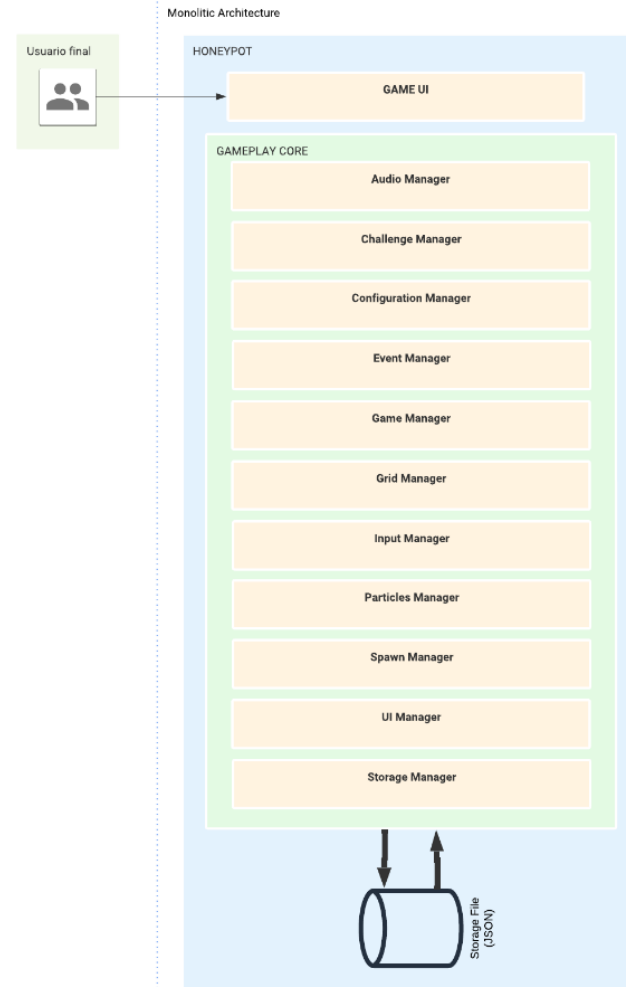 Monolitic Architecture
Usuario final
HONEYPOT
GAME UI
GAMEPLAY CORE
Audio Manager
Challenge Manager
Configuration Manager
Event Manager
Game Manager
Grid Manager
Input Manager
Particles Manager
Spawn Manager
UI Manager
Storage Manager
Storage File
(JSON)